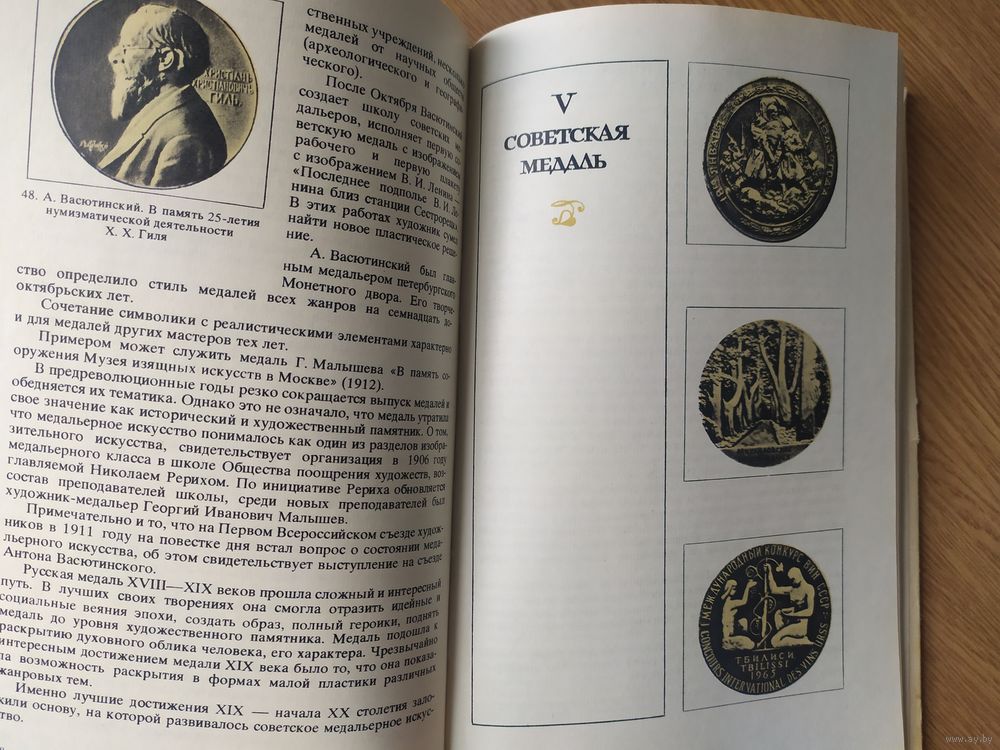 ственных учреждений, несколько
медалей от научных обществ
(археологического и географи-
ческого).
После Октября Васютинский
создает школу советских ме-
дальеров, исполняет первую со-
ветскую медаль с изображением
рабочего и первую плакету
с изображением В. И. Ленина —
«Последнее подполье В. И. Ле-
нина близ станции Сестрорецк»
В этих работах художник сумел
найти новое пластическое реше-
ние.
А. Васютинский был глав-
ным медальером петербургского
Монетного двора. Его творче-
ХРИСТІАНЪ
ХРИСТІАНОВИЧЪ
ГИЛЬ.
48. А. Васютинский. В память 25-летия
нумизматической деятельности
Х. Х. Гиля
ство определило стиль медалей всех жанров на семнадцать до-
октябрьских лет.
Сочетание символики с реалистическими элементами характерно
и для медалей других мастеров тех лет.
Примером может служить медаль Г. Малышева «В память со-
оружения Музея изящных искусств в Москве» (1912).
В предреволюционные годы резко сокращается выпуск медалей и
обедняется их тематика. Однако это не означало, что медаль утратила
свое значение как исторический и художественный памятник. О том,
что медальерное искусство понималось как один из разделов изобра-
зительного искусства, свидетельствует организация в 1906 году
медальерного класса в школе Общества поощрения художеств, воз-
главляемой Николаем Рерихом. По инициативе Рериха обновляется
состав преподавателей школы, среди новых преподавателей был
художник-медальер Георгий Иванович Малышев.
Примечательно и то, что на Первом Всероссийском съезде худож-
ников в 1911 году на повестке дня встал вопрос о состоянии меда-
льерного искусства, об этом свидетельствует выступление на съезде
Антона Васютинского.
Русская медаль XVIII—XIX веков прошла сложный и интересный
путь. В лучших своих творениях она смогла отразить идейные и
социальные веяния эпохи, создать образ, полный героики, поднять
медаль до уровня художественного памятника. Медаль подошла к
раскрытию духовного облика человека, его характера. Чрезвычайно
интересным достижением медали XIX века было то, что она показа-
ла возможность раскрытия в формах малой пластики различных
жанровых тем.
Именно лучшие достижения XIX — начала XX столетия зало-
жили основу, на которой развивалось советское медальерное искус-
ство.
V
СОВЕТСКАЯ
МЕДАЛЬ
I МЕЖДУНАРОДНЫЙ КОНКУРС ВИН СССР
I CONCOURS INTERNATIONAL DES VINS URSS
ТБИЛИСИ
TBILISSI
1965
www.ay.by